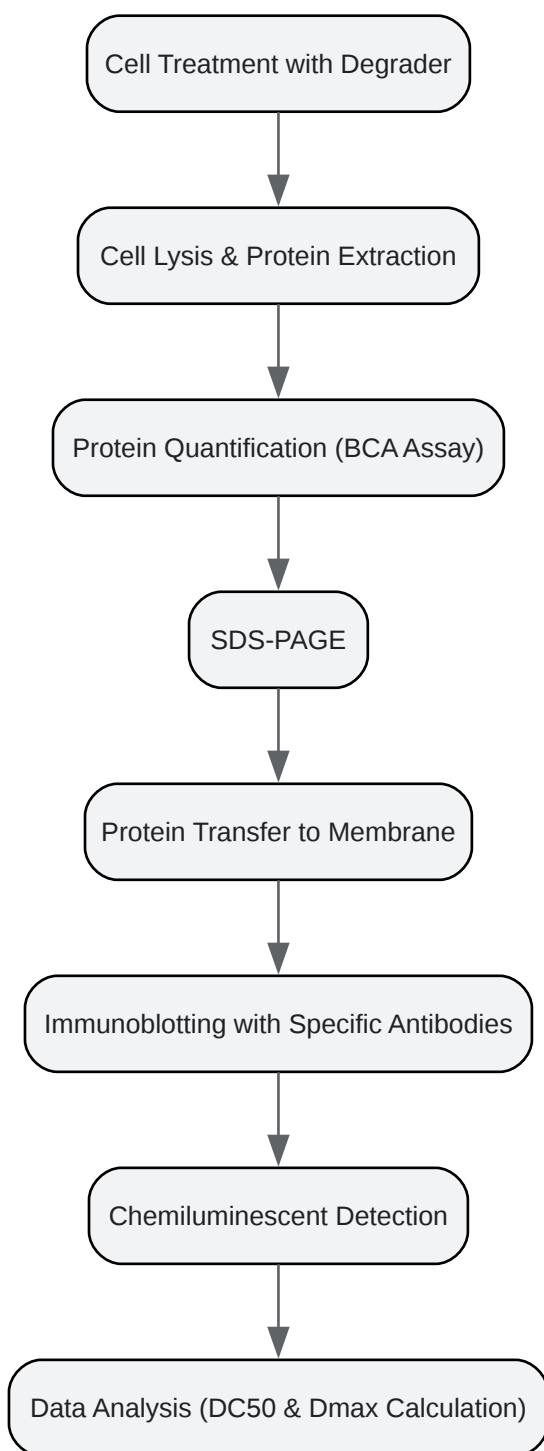 Cell Treatment with Degrader
Cell Lysis & Protein Extraction
Protein Quantification (BCA Assay)
SDS-PAGE
Protein Transfer to Membrane
Immunoblotting with Specific Antibodies
Chemiluminescent Detection
Data Analysis (DC50 & Dmax Calculation)